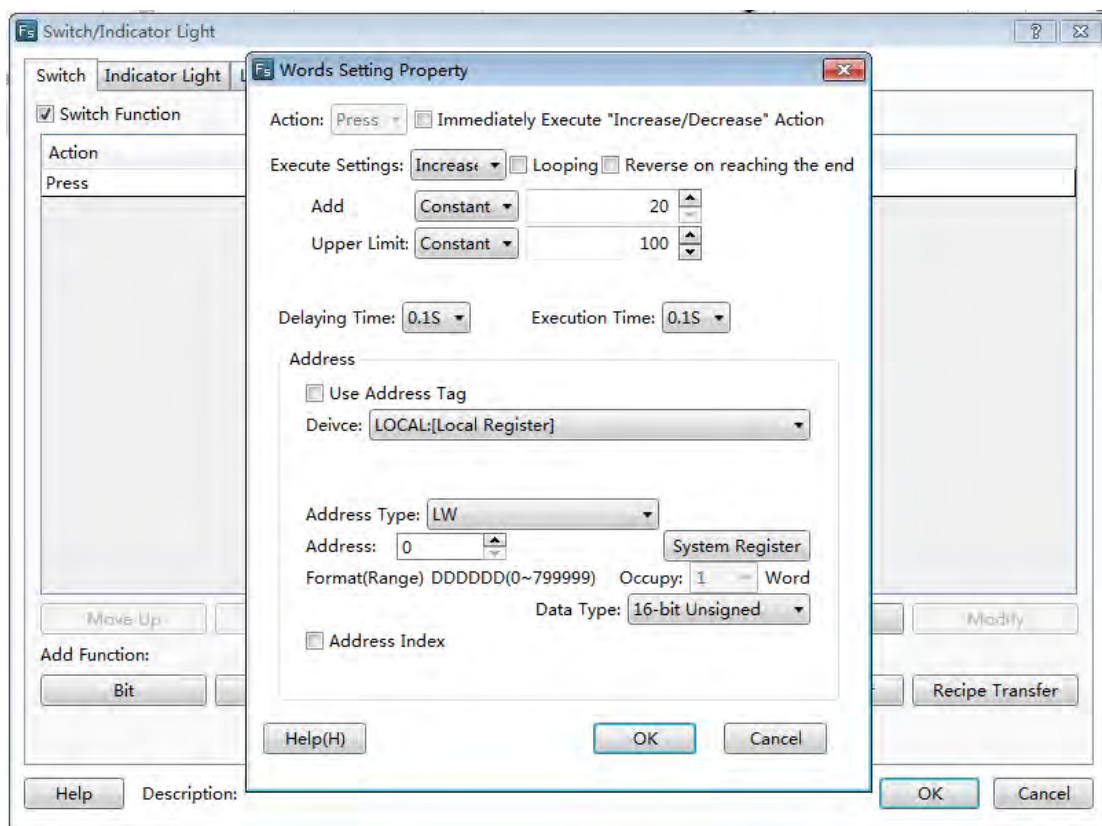 Fs Switch/Indicator Light
Switch Indicator Light L
Fs Words Setting Property
Switch Function
Action: Press Immediately Execute "Increase/Decrease" Action
Action
Press
Execute Settings: Increase Looping Reverse on reaching the end
Add Constant 20
Upper Limit: Constant 100
Delaying Time: 0.1S Execution Time: 0.1S
Address
Use Address Tag
Deivce: LOCAL:[Local Register]
Address Type: LW
Address: 0 System Register
Format(Range) DDDDDD(0~799999) Occupy: 1 Word
Data Type: 16-bit Unsigned
Address Index
Move Up Modify
Add Function:
Bit Recipe Transfer
Help(H) OK Cancel
Help Description: OK Cancel